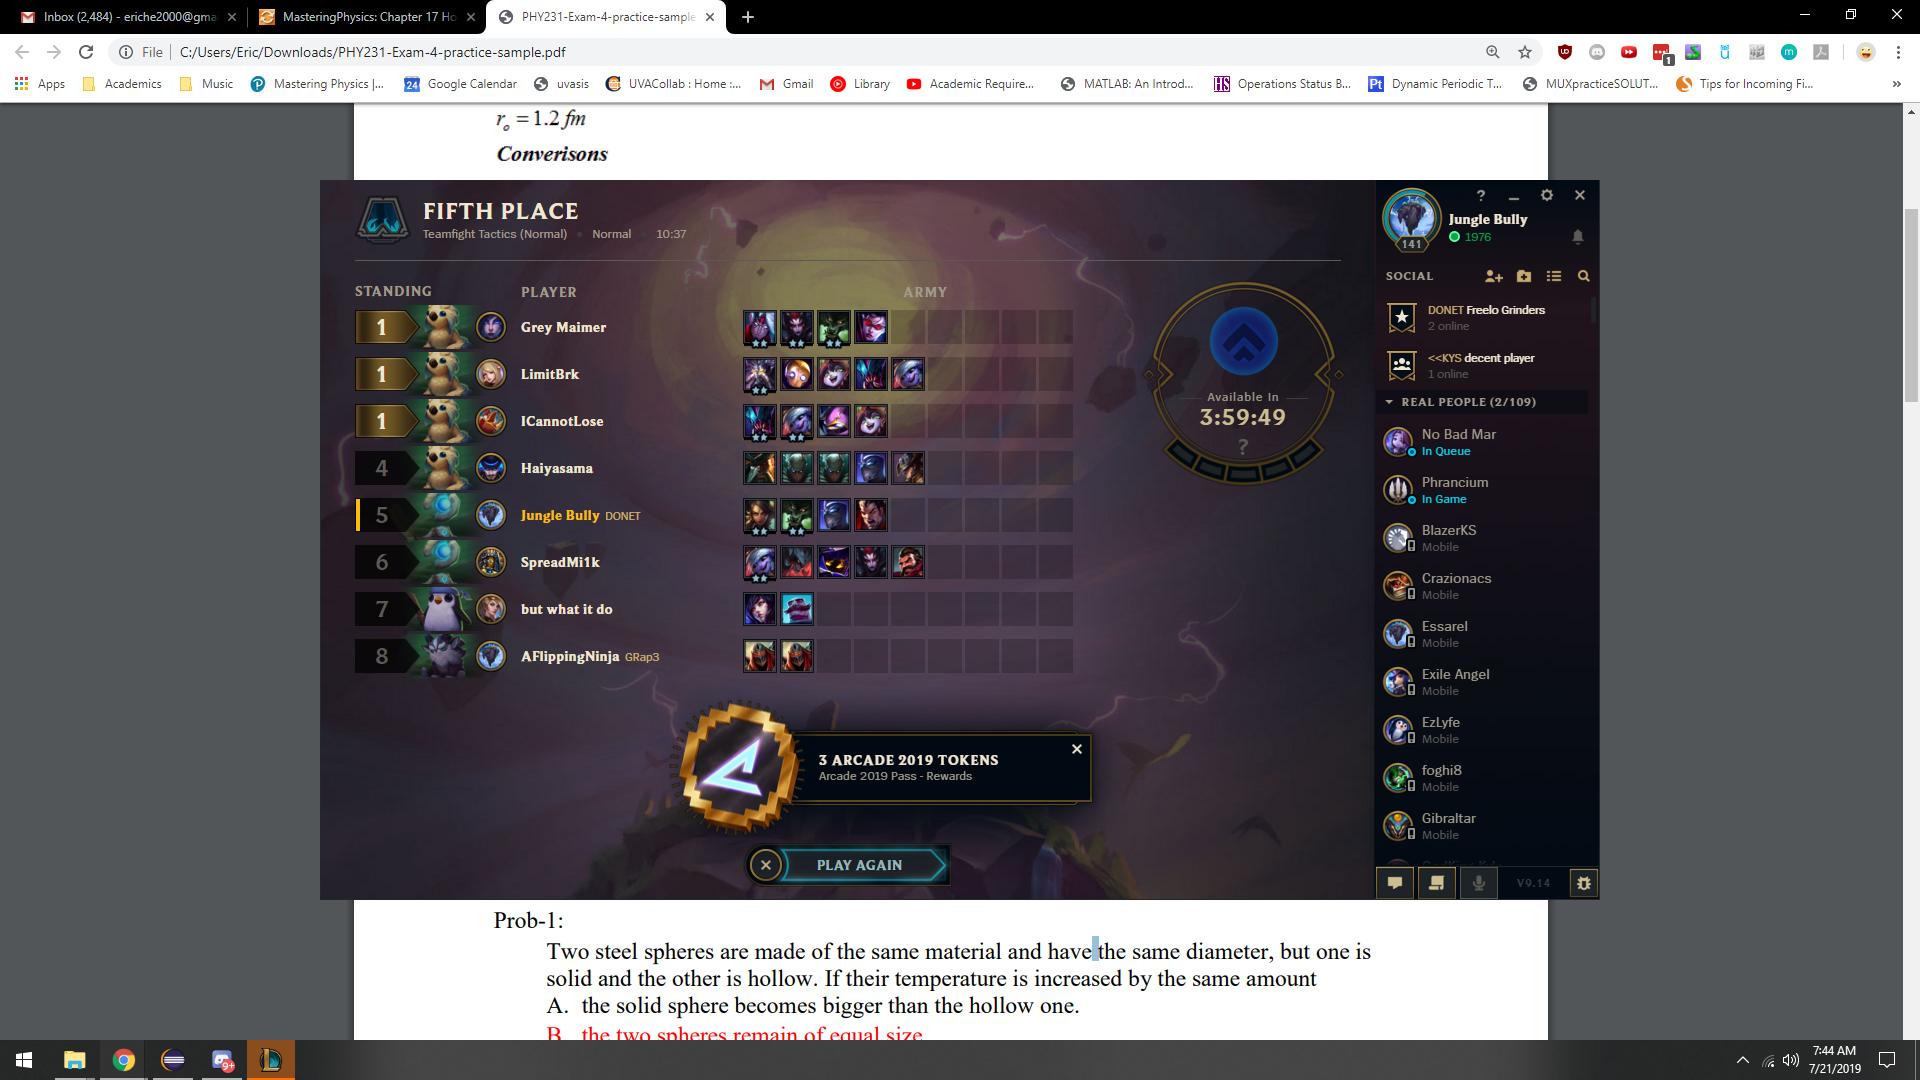 Inbox (2,484) - eriche2000@gma
MasteringPhysics: Chapter 17 Ho
PHY231-Exam-4-practice-sample
File
C:/Users/Eric/Downloads/PHY231-Exam-4-practice-sample.pdf
1
Apps
Academics
Music
Mastering Physics |...
24
Google Calendar
uvasis
UVACollab : Home :...
Gmail
Library
Academic Require...
MATLAB: An Introd...
HS
Operations Status B...
Pt
Dynamic Periodic T...
MUXpracticeSOLUT...
Tips for Incoming Fi...
»
rₒ = 1.2 fm
Converisons
FIFTH PLACE
Teamfight Tactics (Normal) • Normal 10:37
STANDING PLAYER ARMY
1 Grey Maimer
1 LimitBrk
1 ICannotLose
4 Haiyasama
5 Jungle Bully DONET
6 SpreadMi1k
7 but what it do
8 AFlippingNinja GRap3
Available In
3:59:49
?
3 ARCADE 2019 TOKENS
Arcade 2019 Pass - Rewards
PLAY AGAIN
?
Jungle Bully
1976
141
SOCIAL
DONET Freelo Grinders
2 online
<<KYS decent player
1 online
REAL PEOPLE (2/109)
No Bad Mar
In Queue
Phrancium
In Game
BlazerKS
Mobile
Crazionacs
Mobile
Essarel
Mobile
Exile Angel
Mobile
EzLyfe
Mobile
foghi8
Mobile
Gibraltar
Mobile
V9.14
Prob-1:
Two steel spheres are made of the same material and have the same diameter, but one is
solid and the other is hollow. If their temperature is increased by the same amount
A. the solid sphere becomes bigger than the hollow one.
B. the two spheres remain of equal size
9+
7:44 AM
7/21/2019